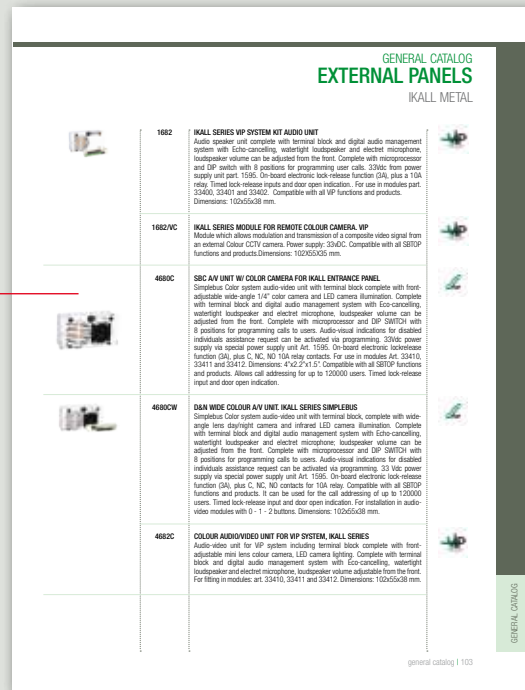 GENERAL CATALOG
EXTERNAL PANELS
IKALL METAL
1682
IKALL SERIES VIP SYSTEM KIT AUDIO UNIT
Audio speaker unit complete with terminal block and digital audio management
system with Echo-cancelling, watertight loudspeaker and electret microphone,
loudspeaker volume can be adjusted from the front. Complete with microprocessor
and DIP switch with 8 positions for programming user calls. 33Vdc from power
supply unit part. 1595. On-board electronic lock-release function (3A), plus a 10A
relay. Timed lock-release inputs and door open indication.. For use in modules part.
33400, 33401 and 33402. Compatible with all ViP functions and products.
Dimensions: 102x55x38 mm.
1682/VC
IKALL SERIES MODULE FOR REMOTE COLOUR CAMERA. VIP
Module which allows modulation and transmission of a composite video signal from
an external Colour CCTV camera. Power supply: 33vDC. Compatible with all SBTOP
functions and products.Dimensions: 102X55X35 mm.
4680C
SBC A/V UNIT W/ COLOR CAMERA FOR IKALL ENTRANCE PANEL
Simplebus Color system audio-video unit with terminal block complete with front-
adjustable wide-angle 1/4" color camera and LED camera illumination. Complete
with terminal block and digital audio management system with Eco-cancelling,
watertight loudspeaker and electret microphone, loudspeaker volume can be
adjusted from the front. Complete with microprocessor and DIP SWITCH with
8 positions for programming calls to users. Audio-visual indications for disabled
individuals assistance request can be activated via programming. 33Vdc power
supply via special power supply unit Art. 1595. On-board electronic lockrelease
function (3A), plus C, NC, NO 10A relay contacts. For use in modules Art. 33410,
33411 and 33412. Dimensions: 4"x2.2"x1.5". Compatible with all SBTOP functions
and products. Allows call addressing for up to 120000 users. Timed lock-release
input and door open indication.
4680CW
D&N WIDE COLOUR A/V UNIT. IKALL SERIES SIMPLEBUS
Simplebus Color system audio-video unit with terminal block, complete with wide-
angle lens day/night camera and infrared LED camera illumination. Complete
with terminal block and digital audio management system with Echo-cancelling,
watertight loudspeaker and electret microphone; loudspeaker volume can be
adjusted from the front. Complete with microprocessor and DIP SWITCH with
8 positions for programming calls to users. Audio-visual indications for disabled
individuals assistance request can be activated via programming. 33 Vdc power
supply via special power supply unit Art. 1595. On-board electronic lock-release
function (3A), plus C, NC, NO contacts for 10A relay. Compatible with all SBTOP
functions and products. It can be used for the call addressing of up to 120000
users. Timed lock-release input and door open indication. For installation in audio-
video modules with 0 - 1 - 2 buttons. Dimensions: 102x55x38 mm.
4682C
COLOUR AUDIO/VIDEO UNIT FOR VIP SYSTEM, IKALL SERIES
Audio-video unit for ViP system including terminal block complete with front-
adjustable mini lens colour camera, LED camera lighting. Complete with terminal
block and digital audio management system with Eco-cancelling, watertight
loudspeaker and electret microphone, loudspeaker volume adjustable from the front.
For fitting in modules: art. 33410, 33411 and 33412. Dimensions: 102x55x38 mm.
GENERAL CATALOG
general catalog | 103